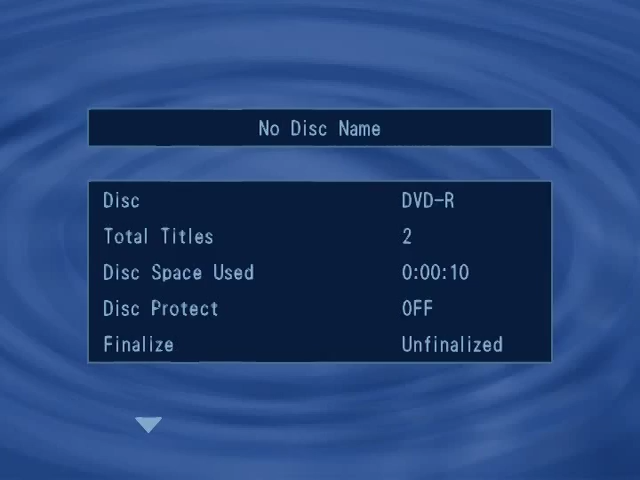 No Disc Name
Disc DVD-R
Total Titles 2
Disc Space Used 0:00:10
Disc Protect OFF
Finalize Unfinalized